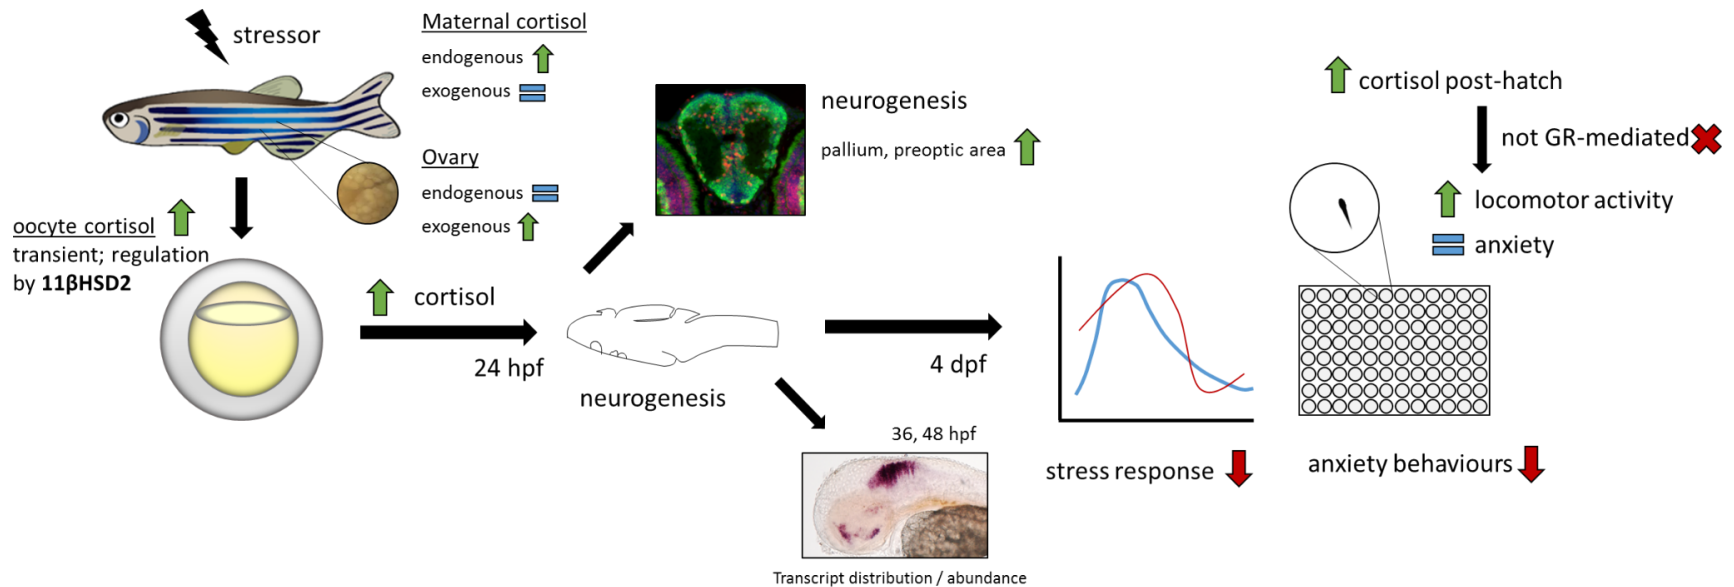 stressor
Maternal cortisol
endogenous
exogenous
Ovary
endogenous
exogenous
oocyte cortisol
transient; regulation
by 11βHSD2
cortisol
24 hpf
neurogenesis
neurogenesis
pallium, preoptic area
36, 48 hpf
Transcript distribution / abundance
4 dpf
stress response
cortisol post-hatch
not GR-mediated
locomotor activity
anxiety
anxiety behaviours